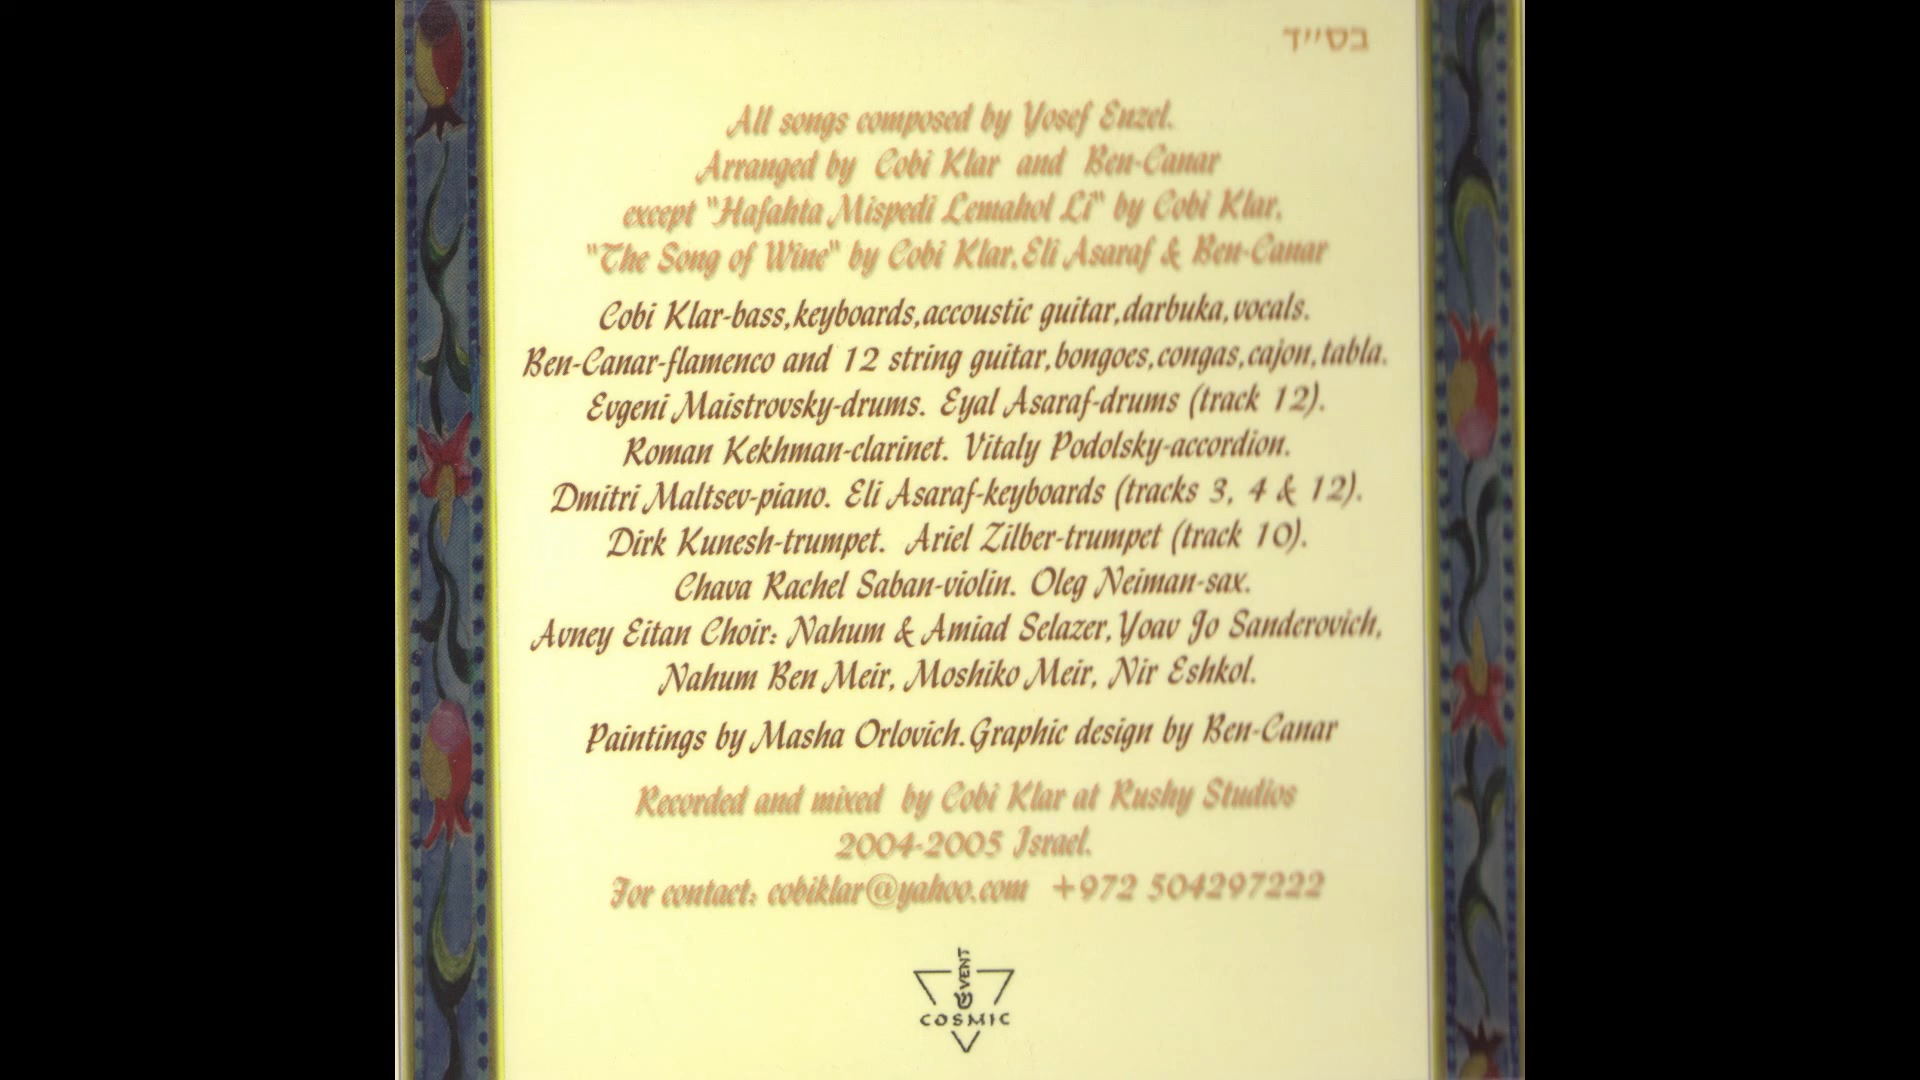 בס״ד
All songs composed by Yosef Enzel.
Arranged by Cobi Klar and Ben-Canar
except "Hafahta Mispedi Lemahol Li" by Cobi Klar.
"The Song of Wine" by Cobi Klar.Eli Asaraf & Ben-Canar
Cobi Klar-bass,keyboards,accoustic guitar,darbuka,vocals.
Ben-Canar-flamenco and 12 string guitar,bongoes,congas,cajon,tabla.
Evgeni Maistrovsky-drums. Eyal Asaraf-drums (track 12).
Roman Kekhman-clarinet. Vitaly Podolsky-accordion.
Dmitri Maltsev-piano. Eli Asaraf-keyboards (tracks 3, 4 & 12).
Dirk Kunesh-trumpet. Ariel Zilber-trumpet (track 10).
Chava Rachel Saban-violin. Oleg Neiman-sax.
Avney Eitan Choir: Nahum & Amiad Selazer,Yoav Jo Sanderovich,
Nahum Ben Meir, Moshiko Meir, Nir Eshkol.
Paintings by Masha Orlovich.Graphic design by Ben-Canar
Recorded and mixed by Cobi Klar at Rushy Studios
2004-2005 Israel.
For contact: cobiklar@yahoo.com +972 504297222
EVENT
COSMIC